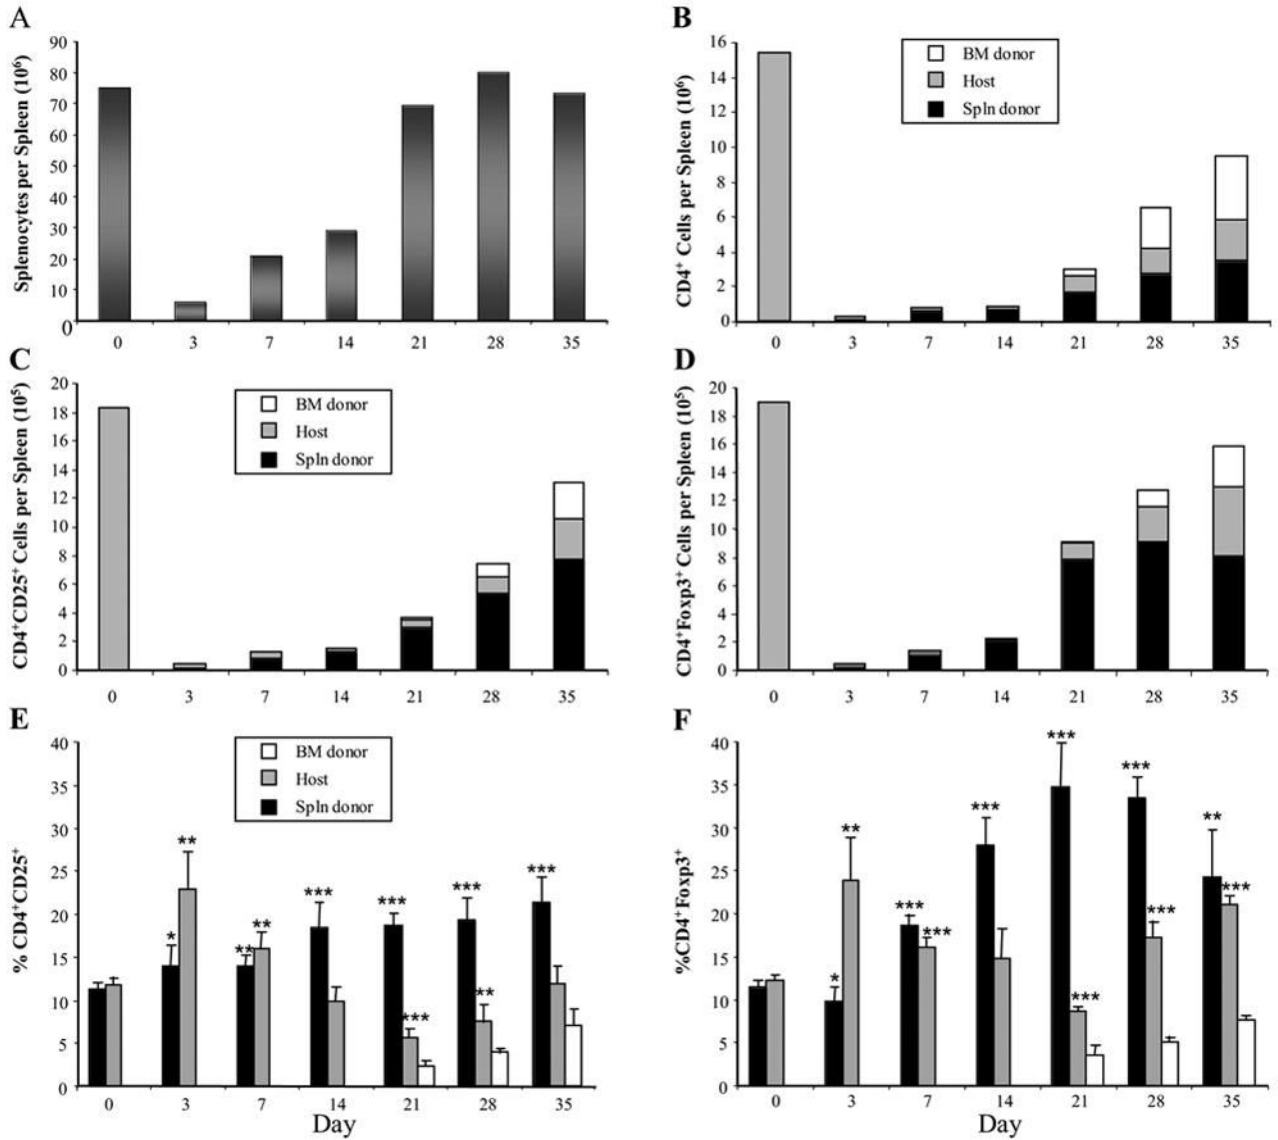 A
Splenocytes per Spleen (10⁶)
90
80
70
60
50
40
30
20
10
0
0 3 7 14 21 28 35
B
CD4⁺ Cells per Spleen (10⁶)
16
14
12
10
8
6
4
2
0
BM donor
Host
Spln donor
0 3 7 14 21 28 35
C
CD4⁺CD25⁺ Cells per Spleen (10⁵)
20
18
16
14
12
10
8
6
4
2
0
BM donor
Host
Spln donor
0 3 7 14 21 28 35
D
CD4⁺Foxp3⁺ Cells per Spleen (10⁵)
20
18
16
14
12
10
8
6
4
2
0
0 3 7 14 21 28 35
E
% CD4⁺CD25⁺
40
35
30
25
20
15
10
5
0
BM donor
Host
Spln donor
* ** ** ** *** *** *** *** ** ***
0 3 7 14 21 28 35
Day
F
%CD4⁺Foxp3⁺
40
35
30
25
20
15
10
5
0
* ** *** *** *** *** *** *** *** ** ***
0 3 7 14 21 28 35
Day